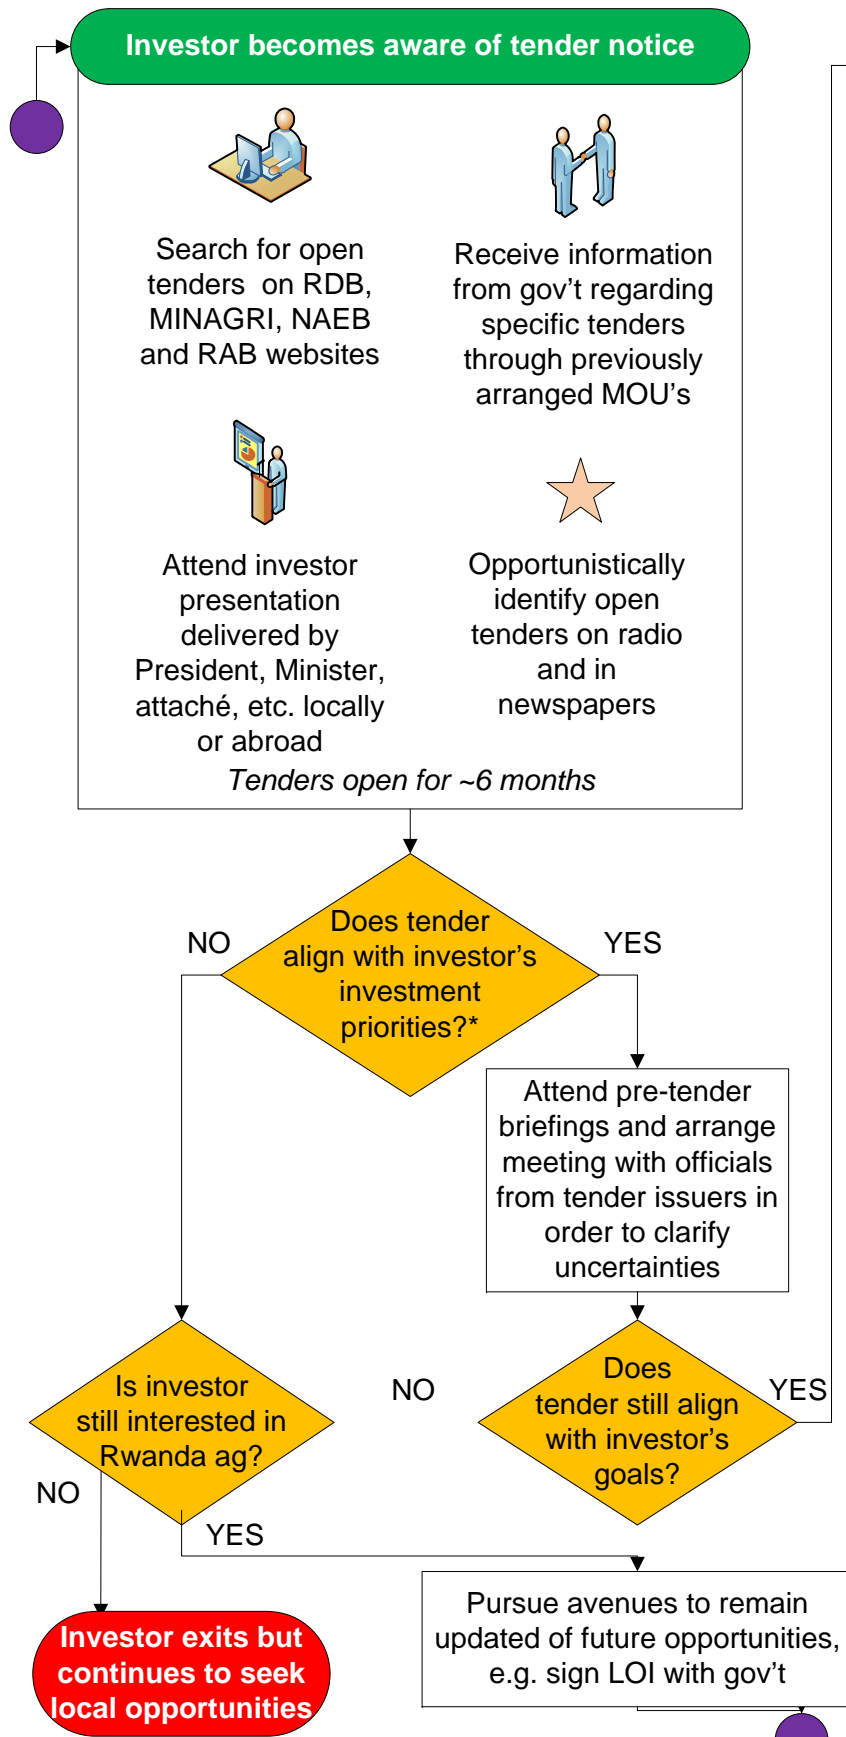 Investor becomes aware of tender notice
Search for open
tenders on RDB,
MINAGRI, NAEB
and RAB websites
Receive information
from gov't regarding
specific tenders
through previously
arranged MOU's
Attend investor
presentation
delivered by
President, Minister,
attaché, etc. locally
or abroad
Opportunistically
identify open
tenders on radio
and in
newspapers
Tenders open for ~6 months
Does tender
align with investor's
investment
priorities?*
NO
YES
Attend pre-tender
briefings and arrange
meeting with officials
from tender issuers in
order to clarify
uncertainties
Is investor
still interested in
Rwanda ag?
NO
Does
tender still align
with investor's
goals?
YES
NO
YES
Investor exits but
continues to seek
local opportunities
Pursue avenues to remain
updated of future opportunities,
e.g. sign LOI with gov't